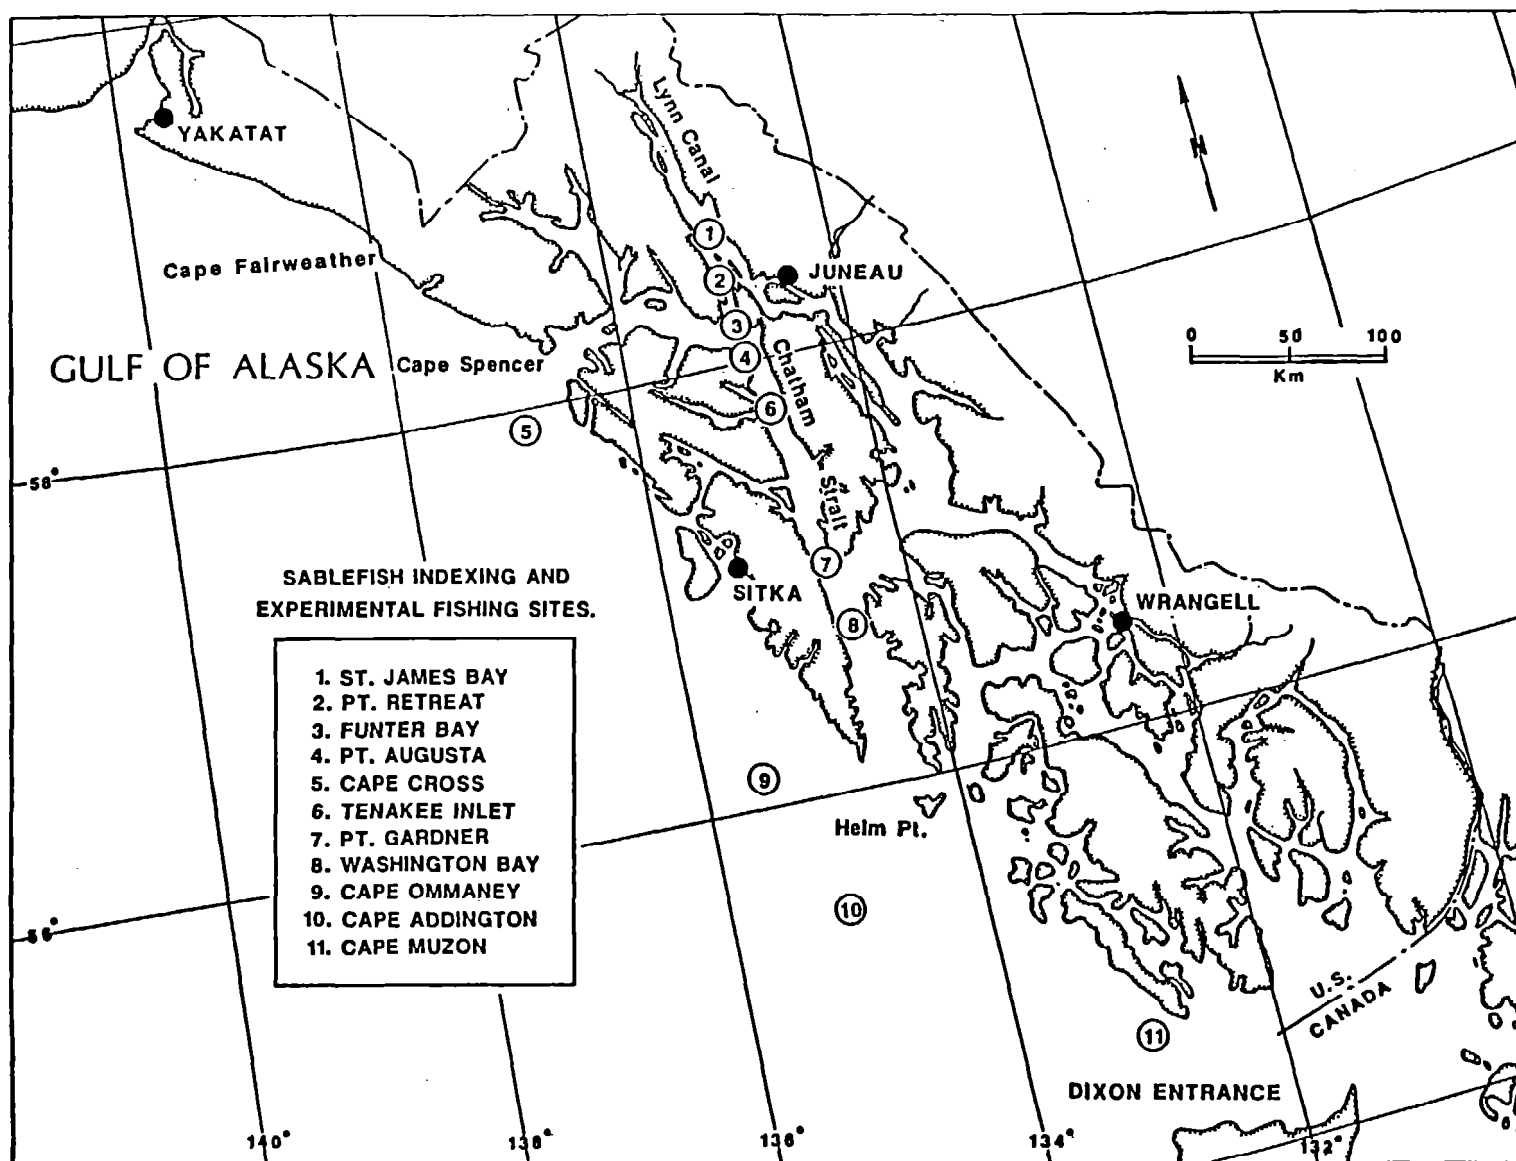 Lynn Canal
YAKATAT
N
Cape Fairweather
1
2
JUNEAU
3
0 50 100
Km
GULF OF ALASKA
Cape Spencer
4
Chatham
Strait
6
5
58°
7
SABLEFISH INDEXING AND
EXPERIMENTAL FISHING SITES.
SITKA
8
WRANGELL
1. ST. JAMES BAY
2. PT. RETREAT
3. FUNTER BAY
4. PT. AUGUSTA
5. CAPE CROSS
6. TENAKEE INLET
7. PT. GARDNER
8. WASHINGTON BAY
9. CAPE OMMANEY
10. CAPE ADDINGTON
11. CAPE MUZON
9
Helm Pt.
10
56°
U.S.
CANADA
11
DIXON ENTRANCE
140° 138° 136° 134° 132°